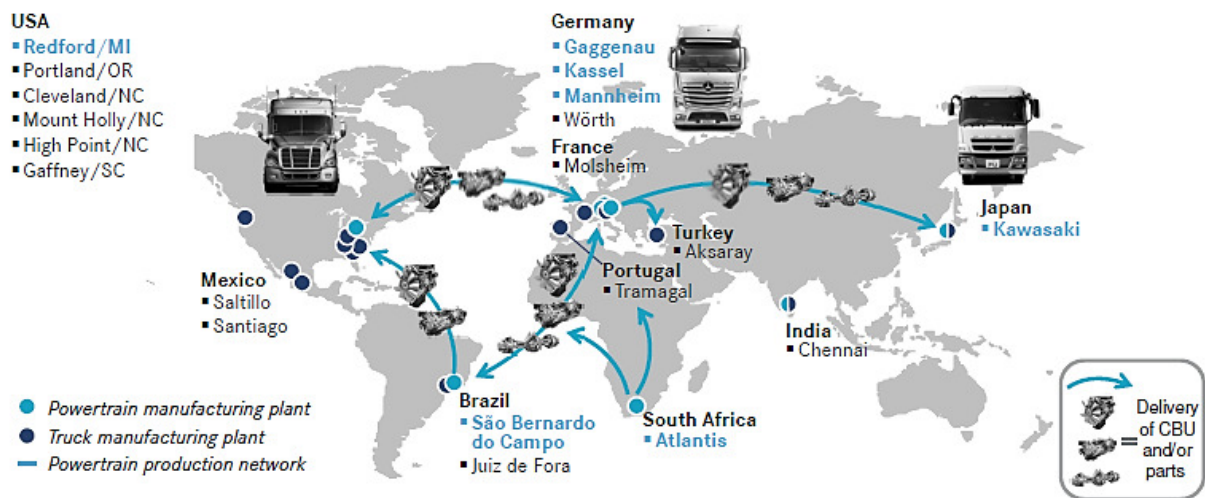 USA
▪ Redford/MI
▪ Portland/OR
▪ Cleveland/NC
▪ Mount Holly/NC
▪ High Point/NC
▪ Gaffney/SC
Germany
▪ Gaggenau
▪ Kassel
▪ Mannheim
▪ Wörth
France
▪ Molsheim
Japan
▪ Kawasaki
Turkey
▪ Aksaray
Portugal
▪ Tramagal
Mexico
▪ Saltillo
▪ Santiago
India
▪ Chennai
Brazil
▪ São Bernardo
do Campo
▪ Juiz de Fora
South Africa
▪ Atlantis
Powertrain manufacturing plant
Truck manufacturing plant
Powertrain production network
Delivery
of CBU
= and/or
parts